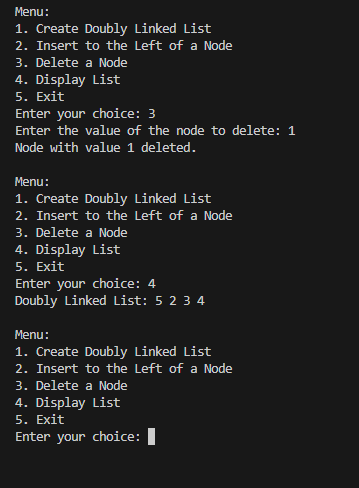 Menu:
1. Create Doubly Linked List
2. Insert to the Left of a Node
3. Delete a Node
4. Display List
5. Exit
Enter your choice: 3
Enter the value of the node to delete: 1
Node with value 1 deleted.

Menu:
1. Create Doubly Linked List
2. Insert to the Left of a Node
3. Delete a Node
4. Display List
5. Exit
Enter your choice: 4
Doubly Linked List: 5 2 3 4

Menu:
1. Create Doubly Linked List
2. Insert to the Left of a Node
3. Delete a Node
4. Display List
5. Exit
Enter your choice: